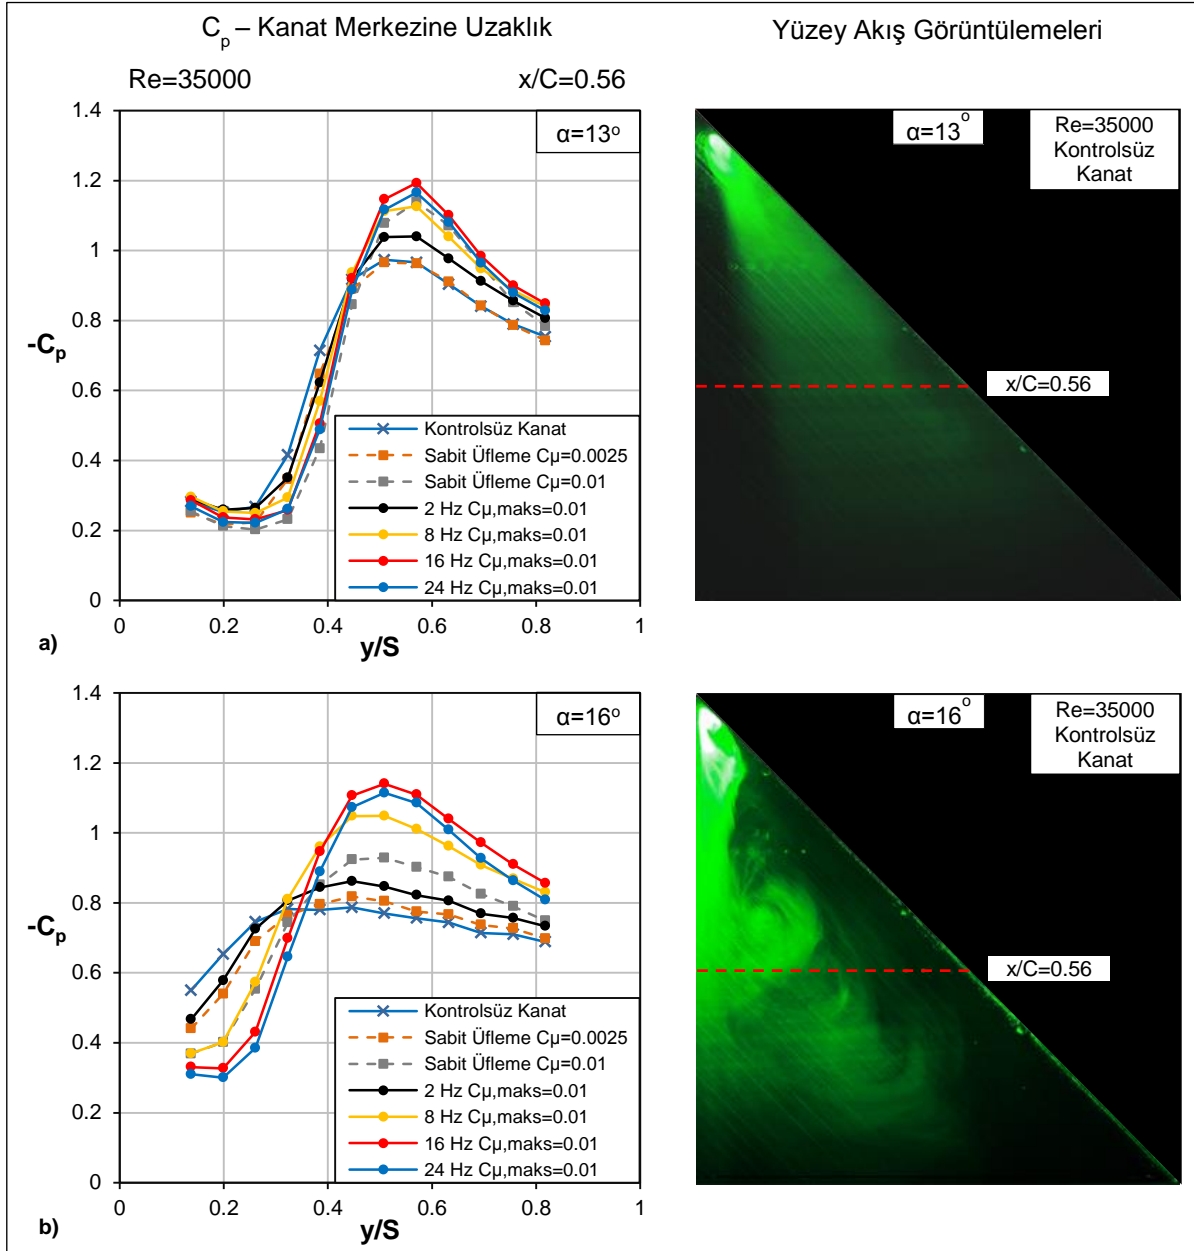 Cp – Kanat Merkezine Uzaklık
Yüzey Akış Görüntülemeleri
Re=35000 x/C=0.56
1.4
1.2
1
0.8
0.6
0.4
0.2
0
-Cp
α=13o
Kontrolsüz Kanat
Sabit Üfleme Cµ=0.0025
Sabit Üfleme Cµ=0.01
2 Hz Cµ,maks=0.01
8 Hz Cµ,maks=0.01
16 Hz Cµ,maks=0.01
24 Hz Cµ,maks=0.01
0 0.2 0.4 0.6 0.8 1
a)
y/S
α=13o
Re=35000
Kontrolsüz
Kanat
x/C=0.56
1.4
1.2
1
0.8
0.6
0.4
0.2
0
-Cp
α=16o
Kontrolsüz Kanat
Sabit Üfleme Cµ=0.0025
Sabit Üfleme Cµ=0.01
2 Hz Cµ,maks=0.01
8 Hz Cµ,maks=0.01
16 Hz Cµ,maks=0.01
24 Hz Cµ,maks=0.01
0 0.2 0.4 0.6 0.8 1
b)
y/S
α=16o
Re=35000
Kontrolsüz
Kanat
x/C=0.56